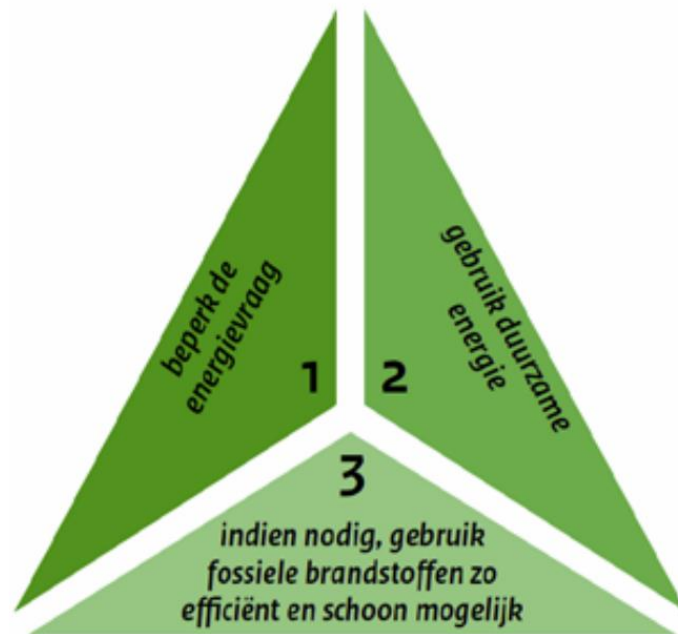 beperk de
energievraag
1
2
gebruik duurzame
energie
3
indien nodig, gebruik
fossiele brandstoffen zo
efficiënt en schoon mogelijk